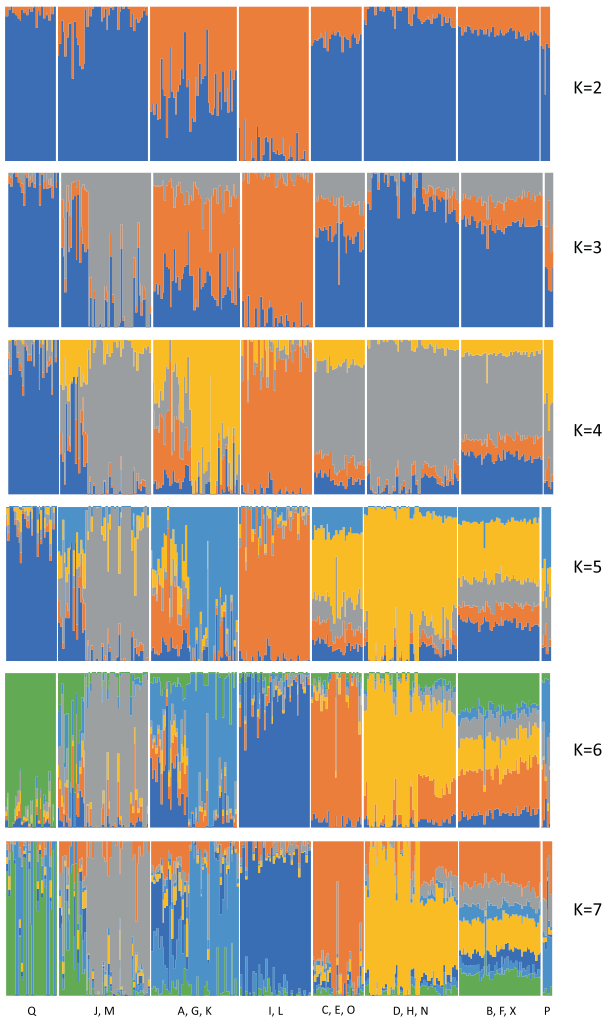 K=2
K=3
K=4
K=5
K=6
K=7
Q J, M A, G, K I, L C, E, O D, H, N B, F, X P